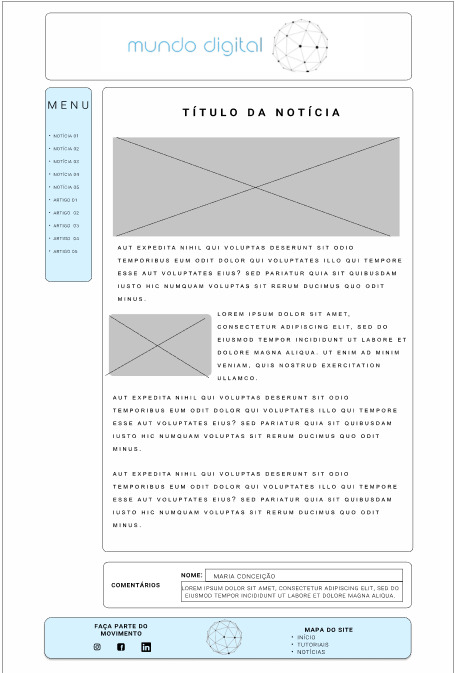 mundo digital
MENU
• NOTÍCIA 01
• NOTÍCIA 02
• NOTÍCIA 03
• NOTÍCIA 04
• NOTÍCIA 05
• ARTIGO 01
• ARTIGO 02
• ARTIGO 03
• ARTIGO 04
• ARTIGO 05
TÍTULO DA NOTÍCIA
AUT EXPEDITA NIHIL QUI VOLUPTAS DESERUNT SIT ODIO
TEMPORIBUS EUM ODIT DOLOR QUI VOLUPTATES ILLO QUI TEMPORE
ESSE AUT VOLUPTATES EIUS? SED PARIATUR QUIA SIT QUIBUSDAM
IUSTO HIC NUMQUAM VOLUPTAS SIT RERUM DUCIMUS QUO ODIT
MINUS.
LOREM IPSUM DOLOR SIT AMET,
CONSECTETUR ADIPISCING ELIT, SED DO
EIUSMOD TEMPOR INCIDIDUNT UT LABORE ET
DOLORE MAGNA ALIQUA. UT ENIM AD MINIM
VENIAM, QUIS NOSTRUD EXERCITATION
ULLAMCO.
AUT EXPEDITA NIHIL QUI VOLUPTAS DESERUNT SIT ODIO
TEMPORIBUS EUM ODIT DOLOR QUI VOLUPTATES ILLO QUI TEMPORE
ESSE AUT VOLUPTATES EIUS? SED PARIATUR QUIA SIT QUIBUSDAM
IUSTO HIC NUMQUAM VOLUPTAS SIT RERUM DUCIMUS QUO ODIT
MINUS.
AUT EXPEDITA NIHIL QUI VOLUPTAS DESERUNT SIT ODIO
TEMPORIBUS EUM ODIT DOLOR QUI VOLUPTATES ILLO QUI TEMPORE
ESSE AUT VOLUPTATES EIUS? SED PARIATUR QUIA SIT QUIBUSDAM
IUSTO HIC NUMQUAM VOLUPTAS SIT RERUM DUCIMUS QUO ODIT
MINUS.
COMENTÁRIOS
NOME: MARIA CONCEIÇÃO
LOREM IPSUM DOLOR SIT AMET, CONSECTETUR ADIPISCING ELIT, SED DO
EIUSMOD TEMPOR INCIDIDUNT UT LABORE ET DOLORE MAGNA ALIQUA.
FAÇA PARTE DO
MOVIMENTO
MAPA DO SITE
• INÍCIO
• TUTORIAIS
• NOTÍCIAS